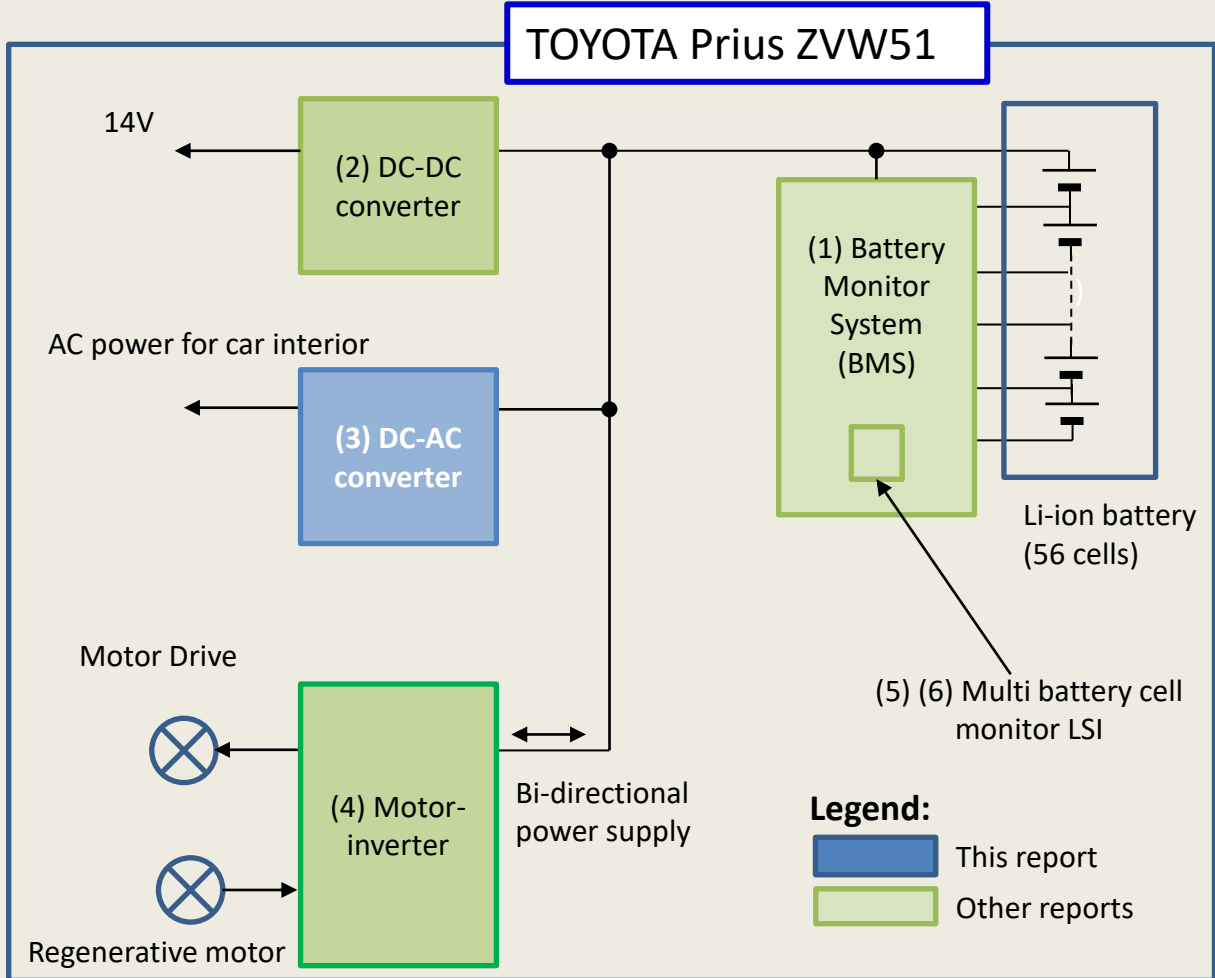 TOYOTA Prius ZVW51
14V
(2) DC-DC
converter
(1) Battery
Monitor
System
(BMS)
)
AC power for car interior
(3) DC-AC
converter
Li-ion battery
(56 cells)
Motor Drive
(5) (6) Multi battery cell
monitor LSI
(4) Motor-
inverter
Bi-directional
power supply
Legend:
This report
Other reports
Regenerative motor